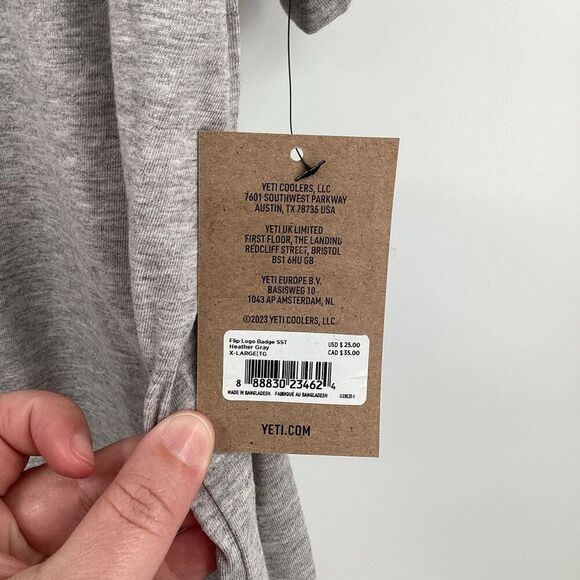 YETI COOLERS, LLC
7601 SOUTHWEST PARKWAY
AUSTIN, TX 78735 USA
YETI UK LIMITED
FIRST FLOOR, THE LANDING
REDCLIFF STREET, BRISTOL
BS1 6HU GB
YETI EUROPE B.V.
BASISWEG 10
1043 AP AMSTERDAM, NL
©2023 YETI COOLERS, LLC.
Flip Logo Badge SST
Heather Gray
X-LARGE|TG
USD $ 25.00
CAD $ 35.00
8 88830 23462 4
MADE IN BANGLADESH. FABRIQUÉ AU BANGLADESH
YETI.COM